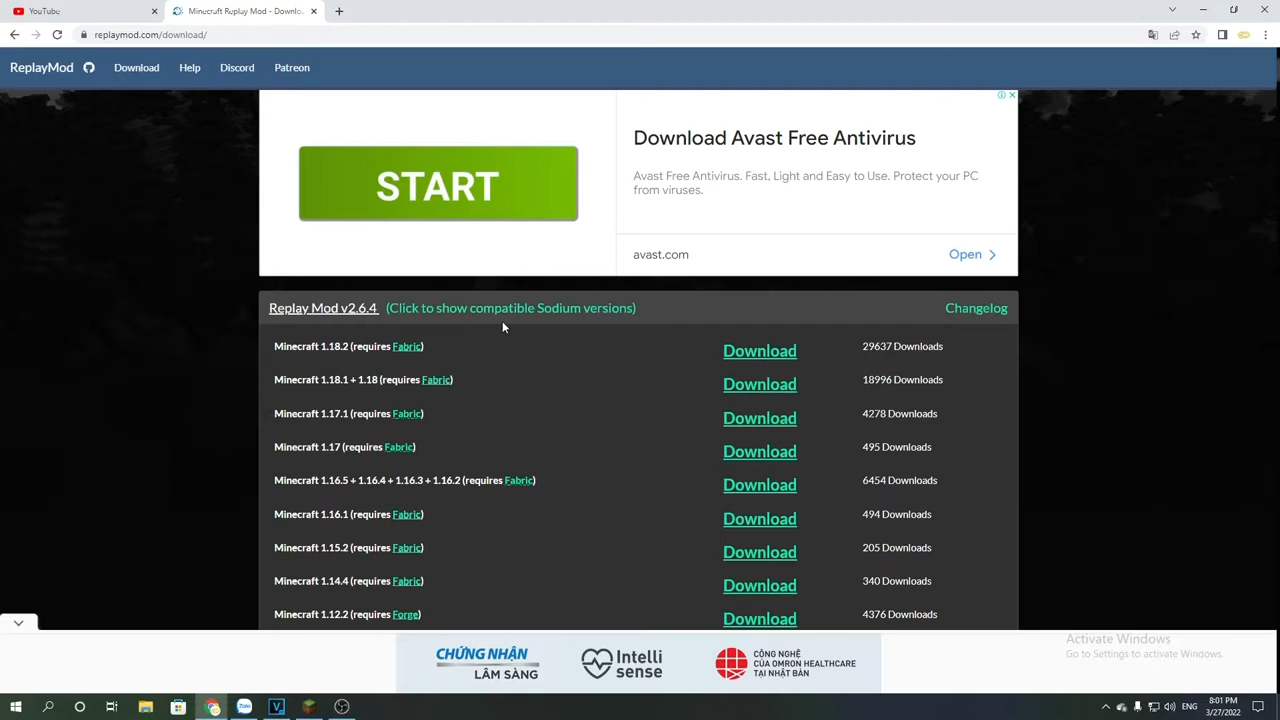 YouTube
Minecraft Replay Mod - Downloa
replaymod.com/download/
ReplayMod Download Help Discord Patreon
START
Download Avast Free Antivirus
Avast Free Antivirus. Fast, Light and Easy to Use. Protect your PC
from viruses.
avast.com Open
Replay Mod v2.6.4 (Click to show compatible Sodium versions) Changelog
Minecraft 1.18.2 (requires Fabric) Download 29637 Downloads
Minecraft 1.18.1 + 1.18 (requires Fabric) Download 18996 Downloads
Minecraft 1.17.1 (requires Fabric) Download 4278 Downloads
Minecraft 1.17 (requires Fabric) Download 495 Downloads
Minecraft 1.16.5 + 1.16.4 + 1.16.3 + 1.16.2 (requires Fabric) Download 6454 Downloads
Minecraft 1.16.1 (requires Fabric) Download 494 Downloads
Minecraft 1.15.2 (requires Fabric) Download 205 Downloads
Minecraft 1.14.4 (requires Fabric) Download 340 Downloads
Minecraft 1.12.2 (requires Forge) Download 4376 Downloads
CHỨNG NHẬN
LÂM SÀNG
Intelli
sense
CÔNG NGHỆ
CỦA OMRON HEALTHCARE
TẠI NHẬT BẢN
Activate Windows
Go to Settings to activate Windows.
Zalo
V
ENG
8:01 PM
3/27/2022